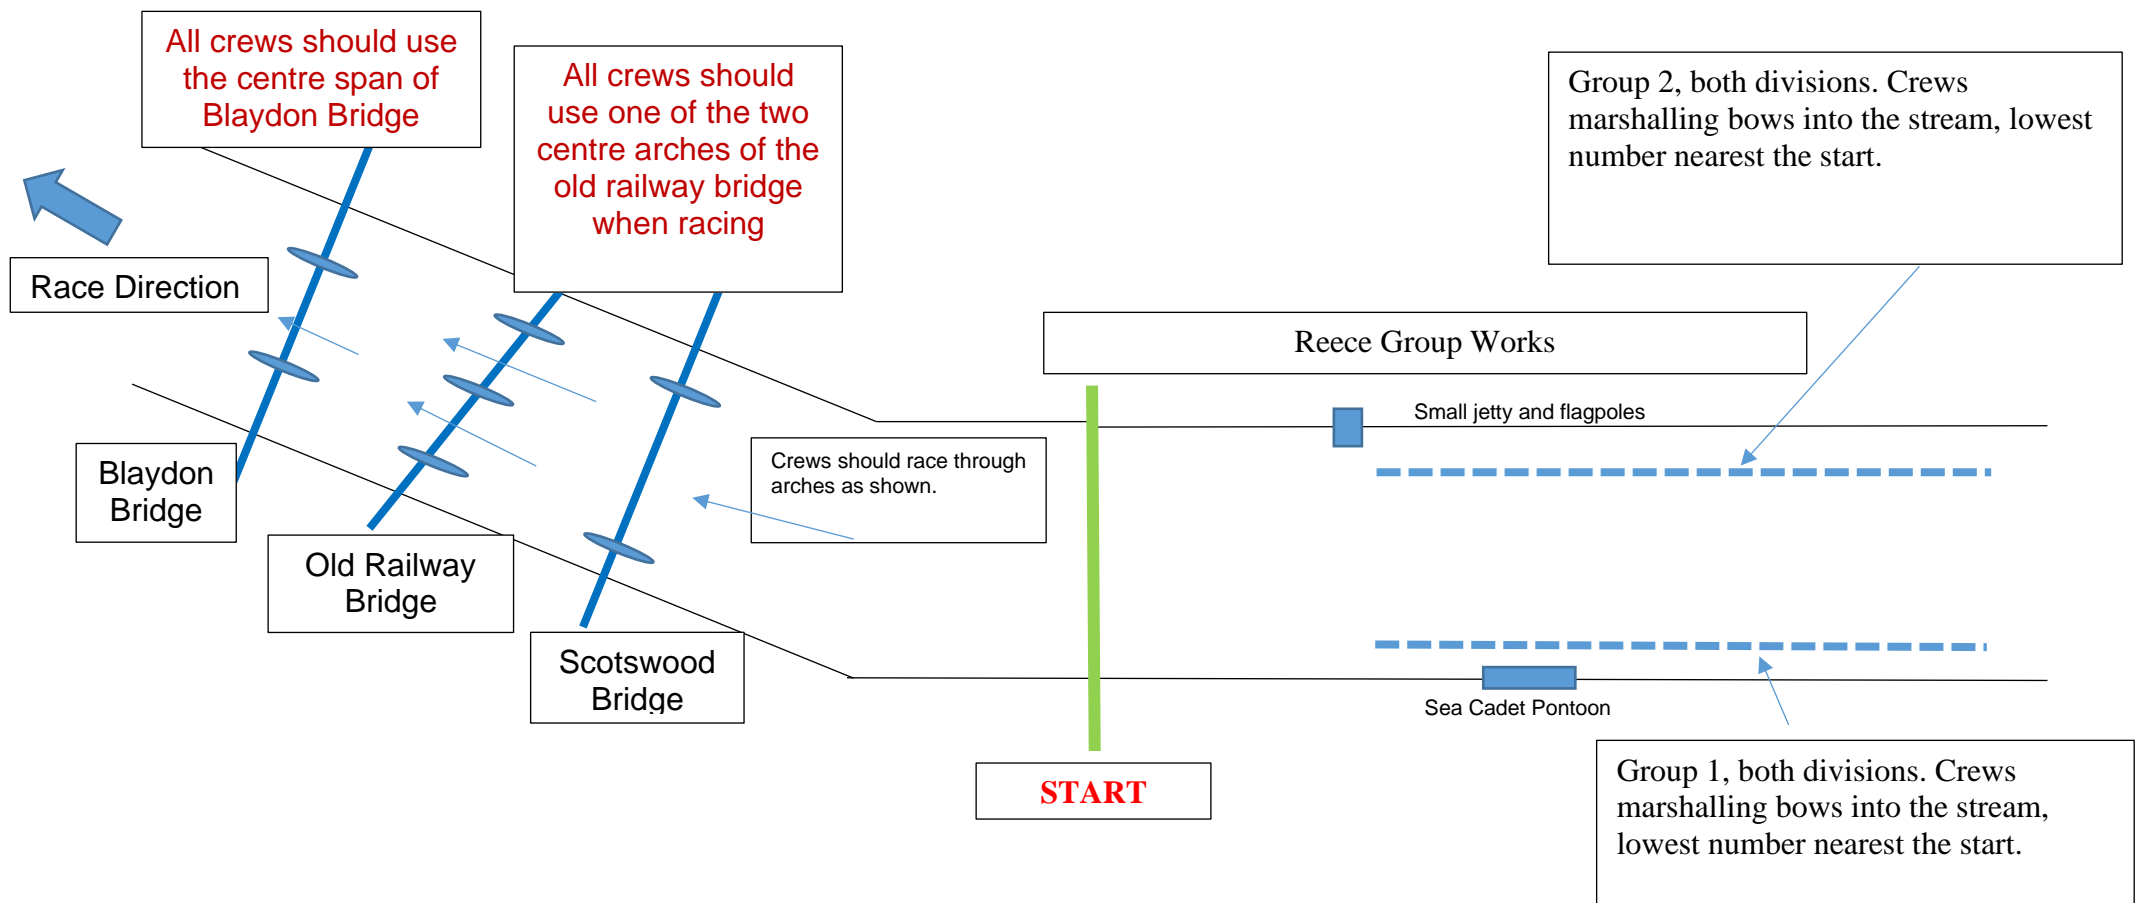 All crews should use
the centre span of
Blaydon Bridge
All crews should
use one of the two
centre arches of the
old railway bridge
when racing
Group 2, both divisions. Crews
marshalling bows into the stream, lowest
number nearest the start.
Race Direction
Reece Group Works
Small jetty and flagpoles
Crews should race through
arches as shown.
Blaydon
Bridge
Old Railway
Bridge
Scotswood
Bridge
Sea Cadet Pontoon
START
Group 1, both divisions. Crews
marshalling bows into the stream,
lowest number nearest the start.